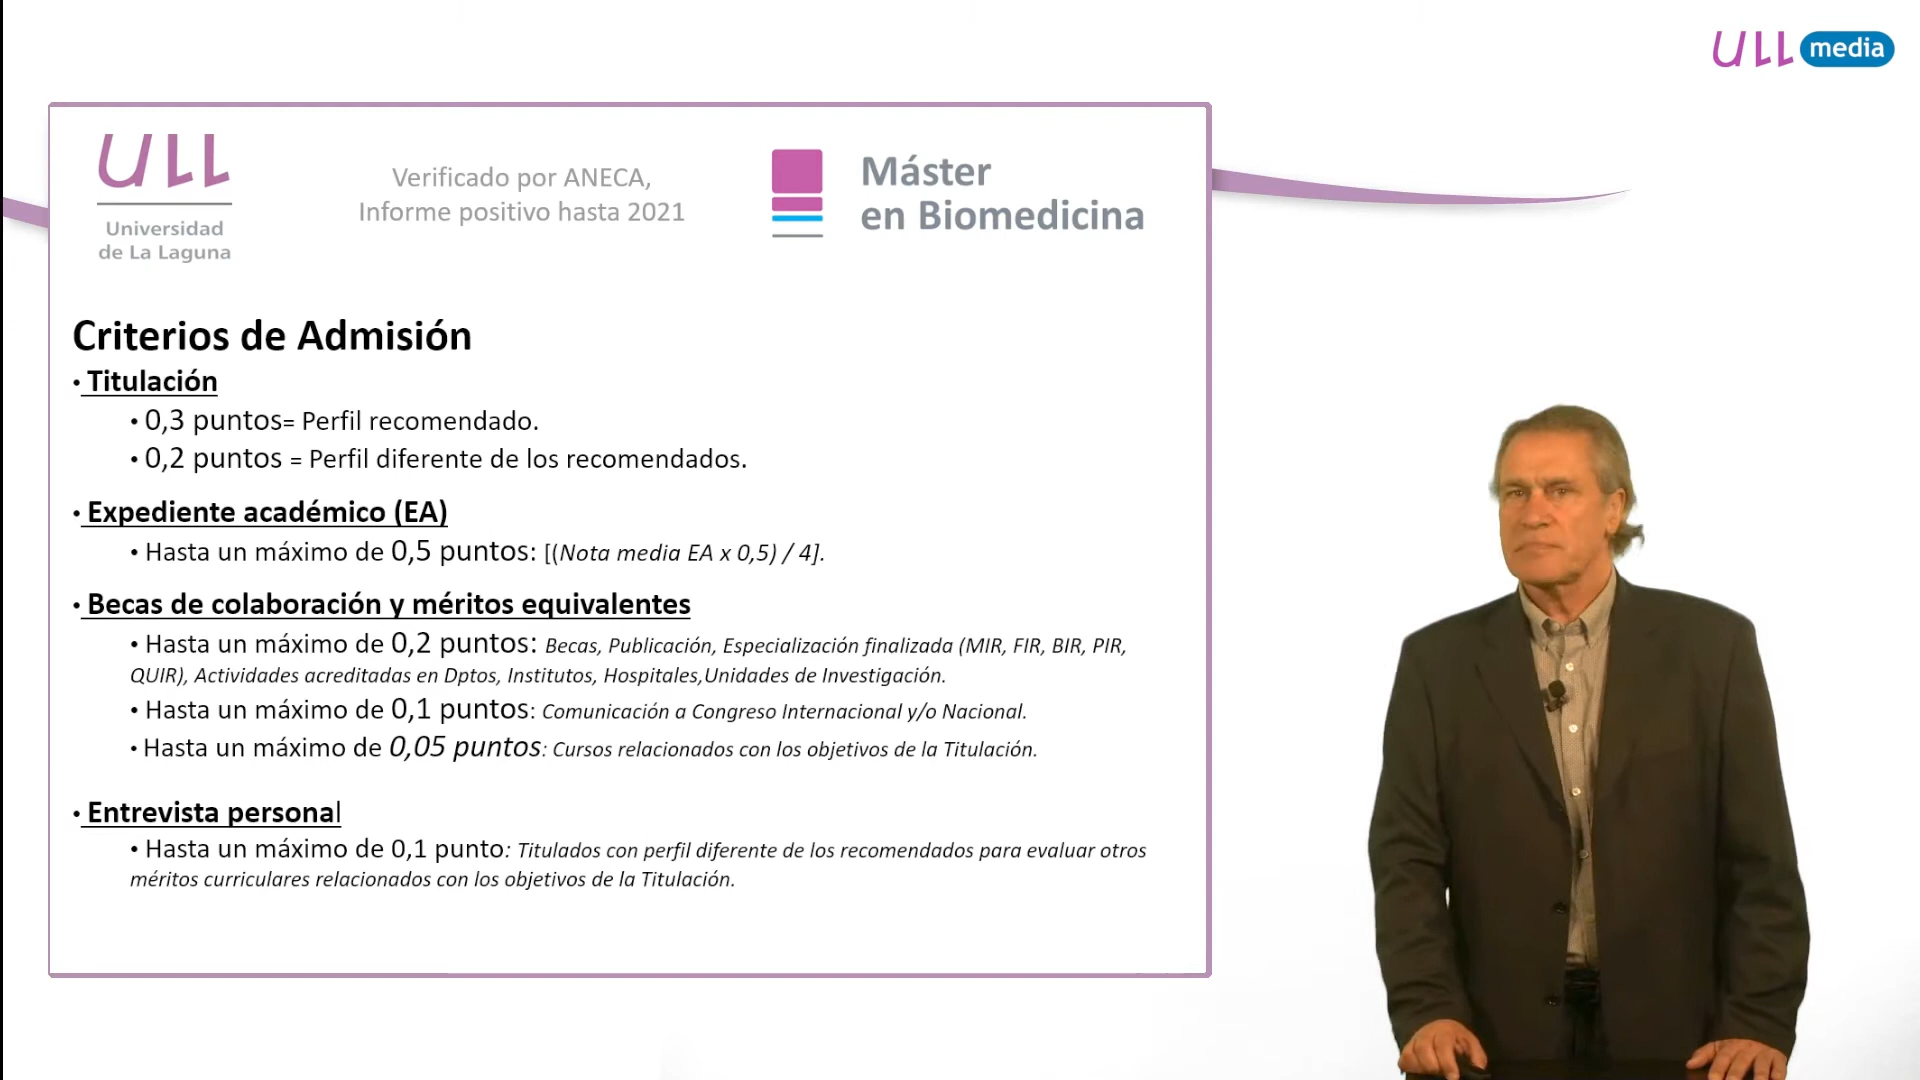 ULL media
ULL
Universidad
de La Laguna
Verificado por ANECA,
Informe positivo hasta 2021
Máster
en Biomedicina
Criterios de Admisión
• Titulación
• 0,3 puntos= Perfil recomendado.
• 0,2 puntos = Perfil diferente de los recomendados.
• Expediente académico (EA)
• Hasta un máximo de 0,5 puntos: [(Nota media EA x 0,5) / 4].
• Becas de colaboración y méritos equivalentes
• Hasta un máximo de 0,2 puntos: Becas, Publicación, Especialización finalizada (MIR, FIR, BIR, PIR,
QUIR), Actividades acreditadas en Dptos, Institutos, Hospitales,Unidades de Investigación.
• Hasta un máximo de 0,1 puntos: Comunicación a Congreso Internacional y/o Nacional.
• Hasta un máximo de 0,05 puntos: Cursos relacionados con los objetivos de la Titulación.
• Entrevista personal
• Hasta un máximo de 0,1 punto: Titulados con perfil diferente de los recomendados para evaluar otros
méritos curriculares relacionados con los objetivos de la Titulación.